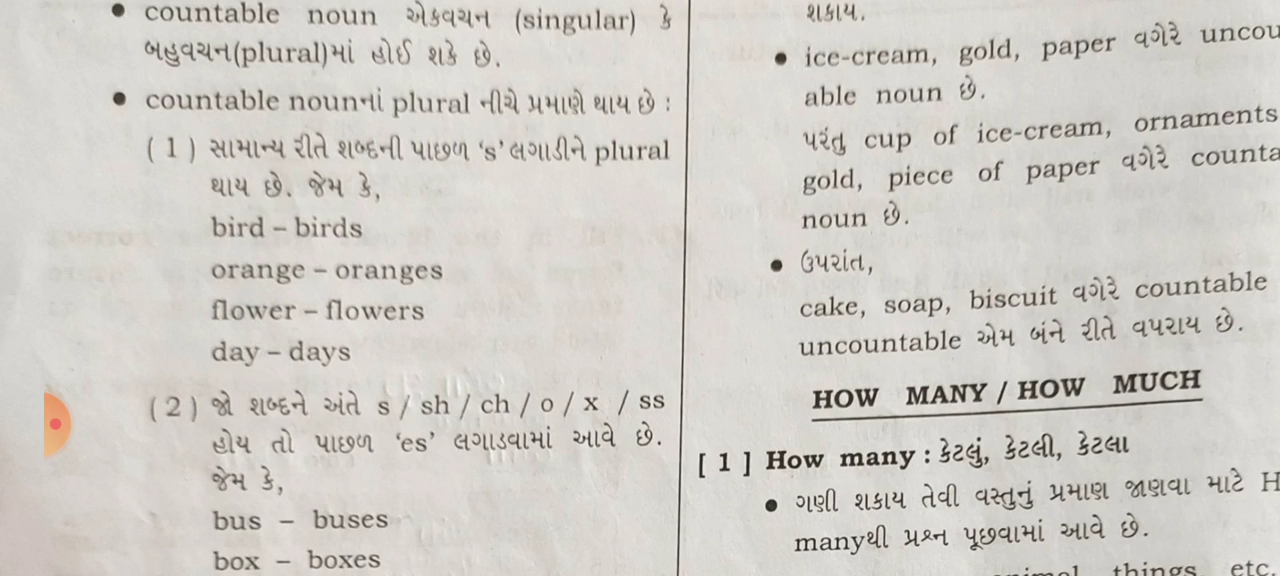 • countable noun એકવચન (singular) કે
બહુવચન(plural)માં હોઈ શકે છે.
• countable nounનાં plural નીચે પ્રમાણે થાય છે :
( 1 ) સામાન્ય રીતે શબ્દની પાછળ ‘s’ લગાડીને plural
થાય છે. જેમ કે,
bird – birds
orange – oranges
flower – flowers
day – days
( 2 ) જો શબ્દને અંતે s / sh / ch / o / x / ss
હોય તો પાછળ ‘es’ લગાડવામાં આવે છે.
જેમ કે,
bus – buses
box – boxes
શકાય.
• ice-cream, gold, paper વગેરે uncou
able noun છે.
પરંતુ cup of ice-cream, ornaments
gold, piece of paper વગેરે counta
noun છે.
• ઉપરાંત,
cake, soap, biscuit વગેરે countable
uncountable એમ બંને રીતે વપરાય છે.
HOW MANY / HOW MUCH
[ 1 ] How many : કેટલું, કેટલી, કેટલા
• ગણી શકાય તેવી વસ્તુનું પ્રમાણ જાણવા માટે H
manyથી પ્રશ્ન પૂછવામાં આવે છે.
things etc.